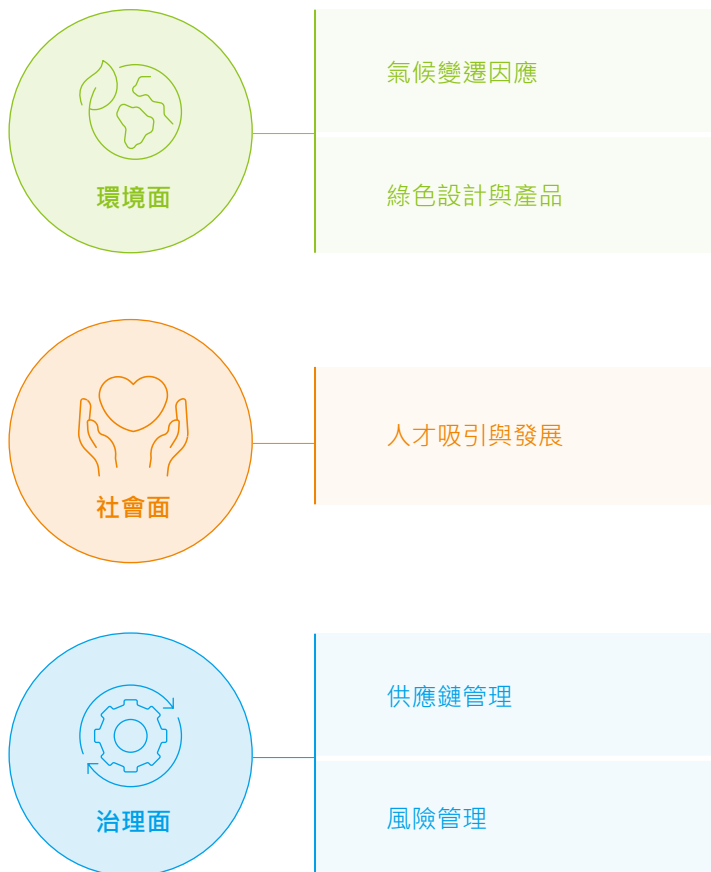 環境面
氣候變遷因應
綠色設計與產品
社會面
人才吸引與發展
治理面
供應鏈管理
風險管理